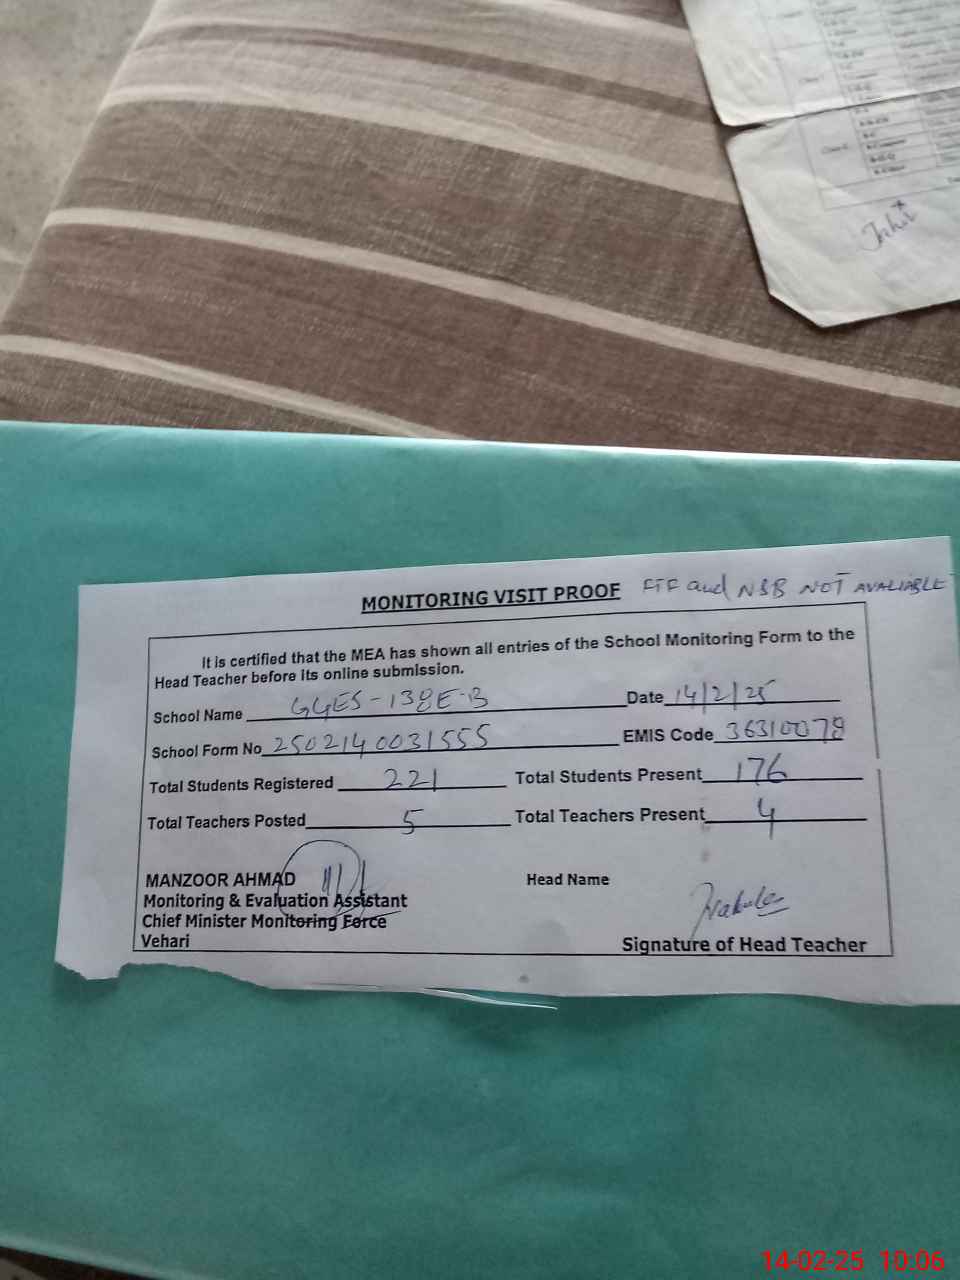 MONITORING VISIT PROOF FTF and NSB NOT AVALIABLE
It is certified that the MEA has shown all entries of the School Monitoring Form to the
Head Teacher before its online submission.
School Name GGES-138E-B Date 14/2/25
School Form No 2502140031555 EMIS Code 36310078
Total Students Registered 221 Total Students Present 176
Total Teachers Posted 5 Total Teachers Present 4
MANZOOR AHMAD Head Name
Monitoring & Evaluation Assistant
Chief Minister Monitoring Force
Vehari Signature of Head Teacher
14-02-25 10:06